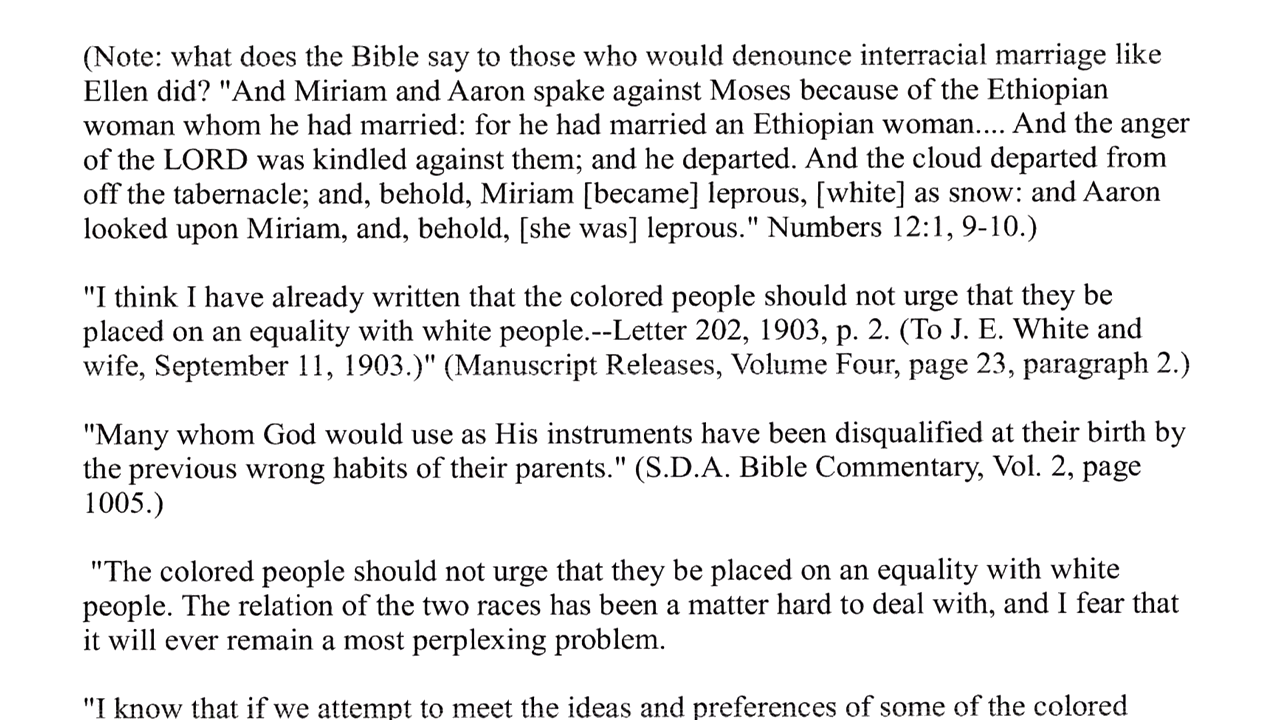 (Note: what does the Bible say to those who would denounce interracial marriage like
Ellen did? "And Miriam and Aaron spake against Moses because of the Ethiopian
woman whom he had married: for he had married an Ethiopian woman.... And the anger
of the LORD was kindled against them; and he departed. And the cloud departed from
off the tabernacle; and, behold, Miriam [became] leprous, [white] as snow: and Aaron
looked upon Miriam, and, behold, [she was] leprous." Numbers 12:1, 9-10.)
"I think I have already written that the colored people should not urge that they be
placed on an equality with white people.--Letter 202, 1903, p. 2. (To J. E. White and
wife, September 11, 1903.)" (Manuscript Releases, Volume Four, page 23, paragraph 2.)
"Many whom God would use as His instruments have been disqualified at their birth by
the previous wrong habits of their parents." (S.D.A. Bible Commentary, Vol. 2, page
1005.)
"The colored people should not urge that they be placed on an equality with white
people. The relation of the two races has been a matter hard to deal with, and I fear that
it will ever remain a most perplexing problem.
"I know that if we attempt to meet the ideas and preferences of some of the colored